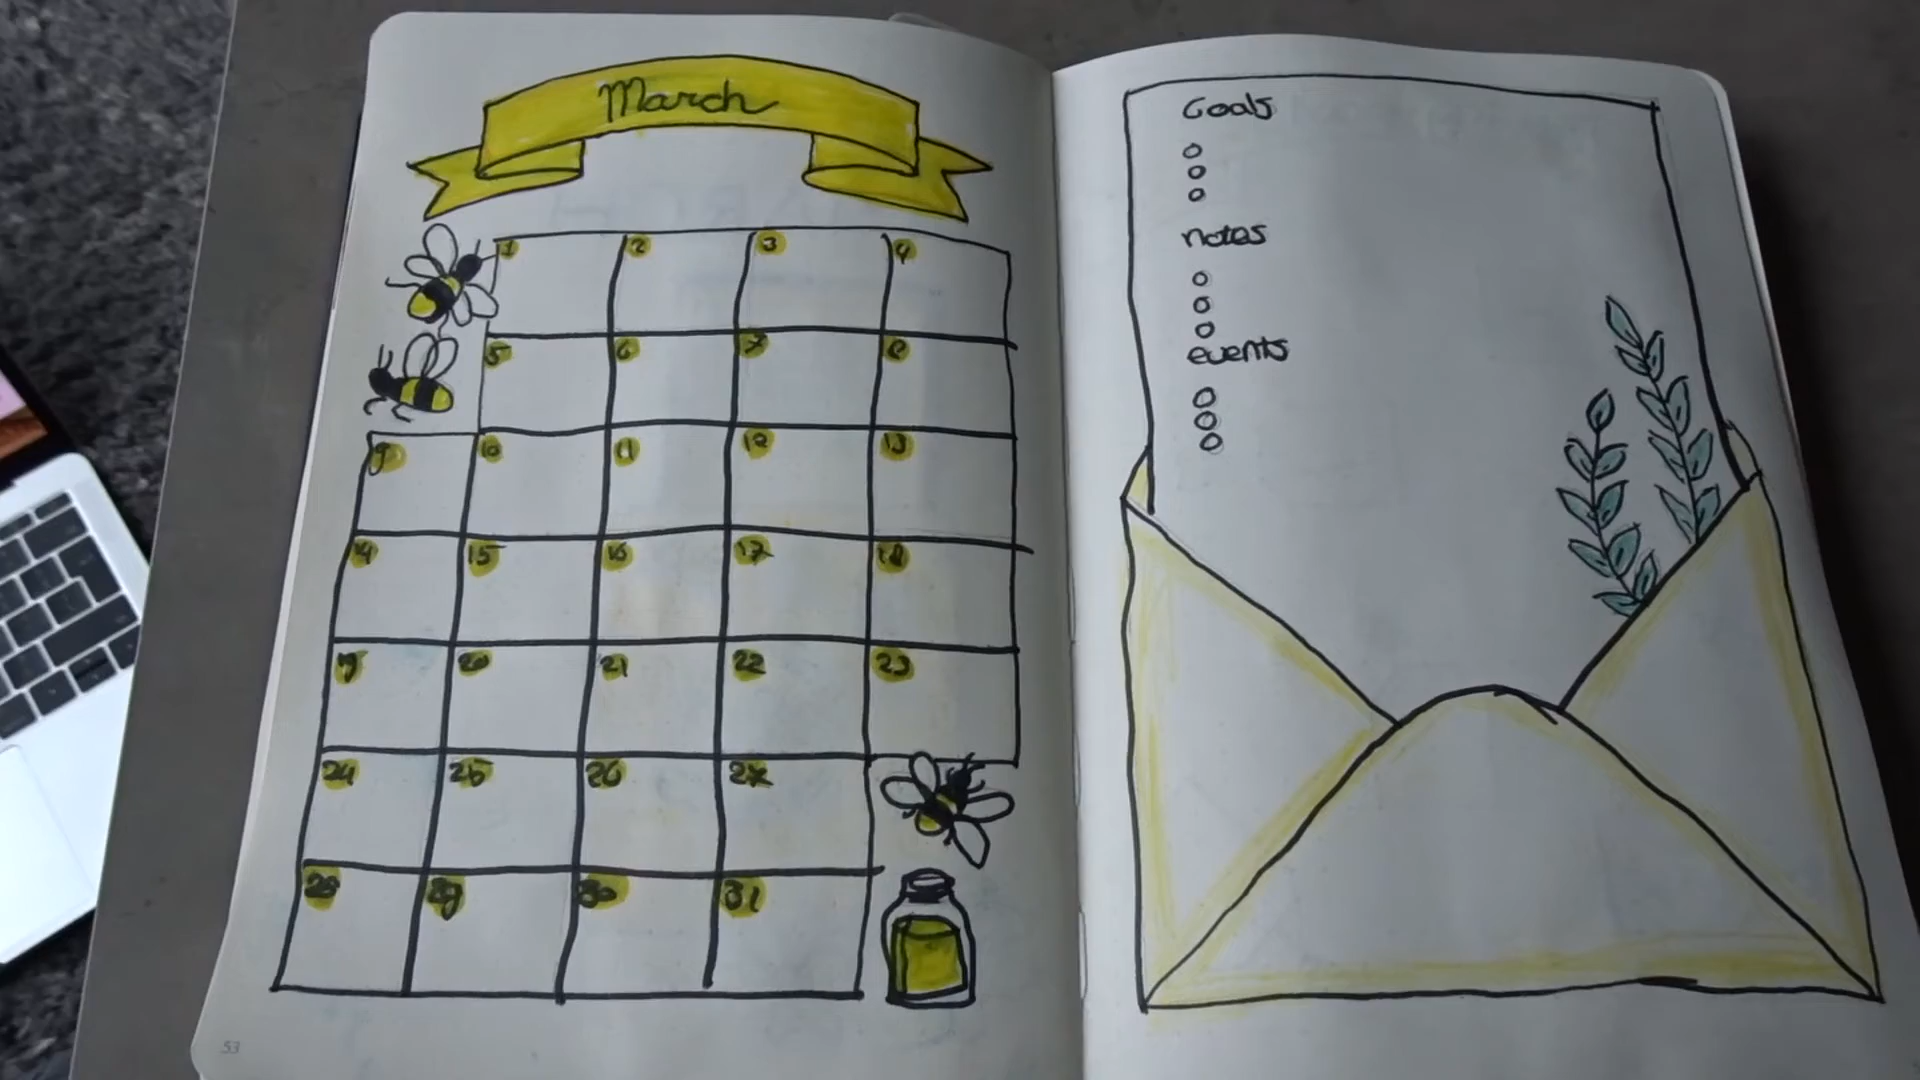 March
1 2 3 4
5 6 7 8
9 10 11 12 13
14 15 16 17 18
19 20 21 22 23
24 25 26 27
28 29 30 31
53
Goals
notes
events